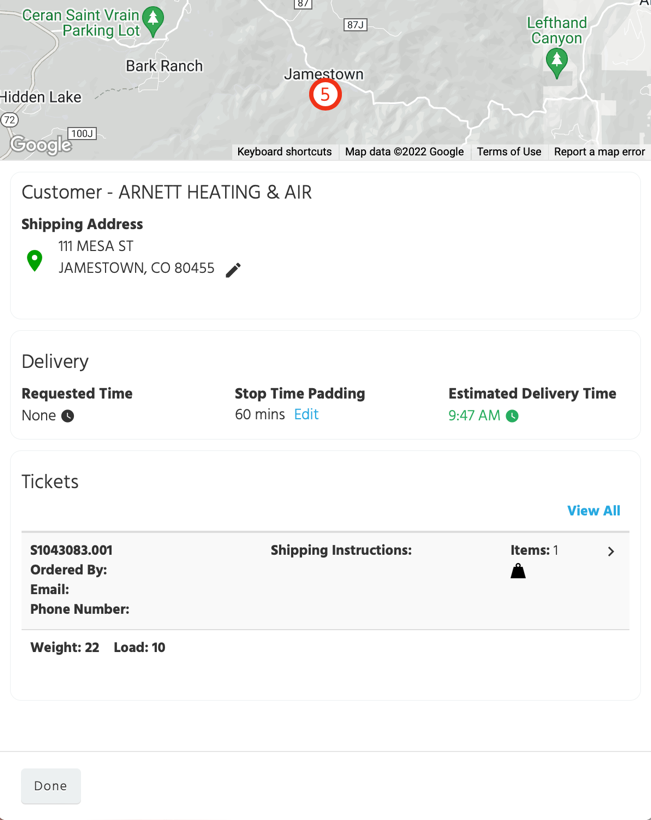 87
Ceran Saint Vrain
Parking Lot
87J
Lefthand
Canyon
Bark Ranch
Jamestown
5
Hidden Lake
72
100J
Google
Keyboard shortcuts Map data ©2022 Google Terms of Use Report a map error
Customer - ARNETT HEATING & AIR
Shipping Address
111 MESA ST
JAMESTOWN, CO 80455
Delivery
Requested Time Stop Time Padding Estimated Delivery Time
None 60 mins Edit 9:47 AM
Tickets
View All
S1043083.001 Shipping Instructions: Items: 1
Ordered By:
Email:
Phone Number:
Weight: 22 Load: 10
Done